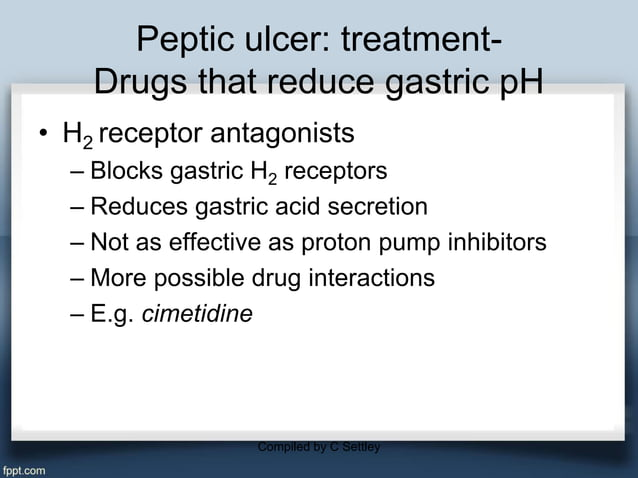 Peptic ulcer: treatment-
Drugs that reduce gastric pH
• H₂ receptor antagonists
– Blocks gastric H₂ receptors
– Reduces gastric acid secretion
– Not as effective as proton pump inhibitors
– More possible drug interactions
– E.g. cimetidine
Compiled by C Settley
fppt.com